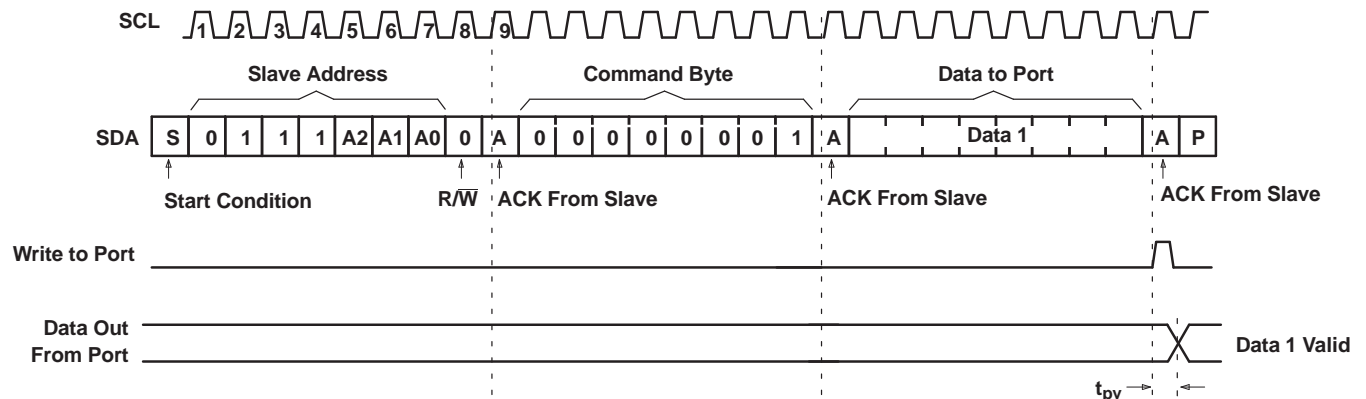 SCL 1 2 3 4 5 6 7 8 9
Slave Address Command Byte Data to Port
SDA S 0 1 1 1 A2 A1 A0 0 A 0 0 0 0 0 0 0 1 A Data 1 A P
Start Condition R/W̅ ACK From Slave ACK From Slave ACK From Slave
Write to Port
Data Out
From Port
Data 1 Valid
tpv